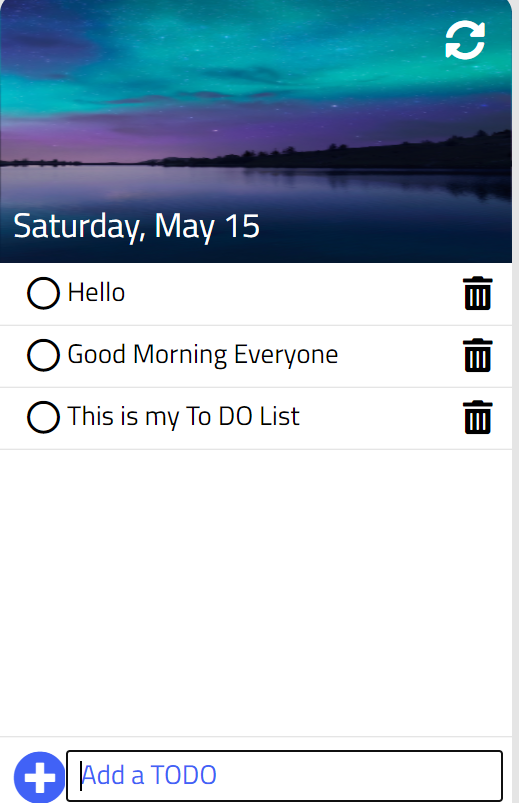 Saturday, May 15
Hello
Good Morning Everyone
This is my To DO List
Add a TODO